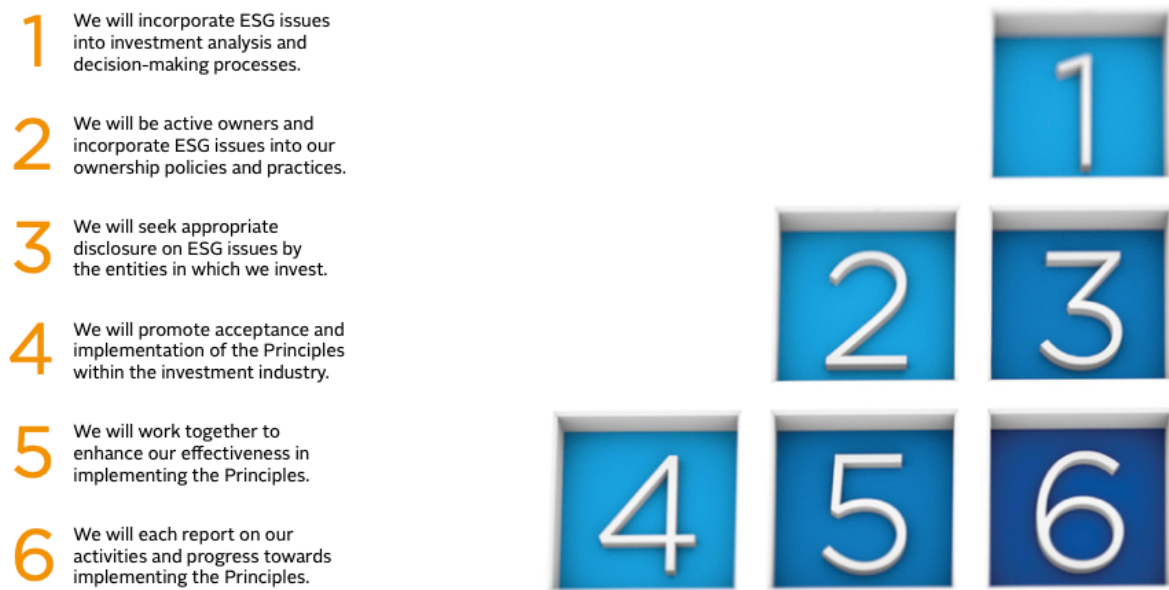 1
We will incorporate ESG issues
into investment analysis and
decision-making processes.
2
We will be active owners and
incorporate ESG issues into our
ownership policies and practices.
3
We will seek appropriate
disclosure on ESG issues by
the entities in which we invest.
4
We will promote acceptance and
implementation of the Principles
within the investment industry.
5
We will work together to
enhance our effectiveness in
implementing the Principles.
6
We will each report on our
activities and progress towards
implementing the Principles.
1
2 3
4 5 6